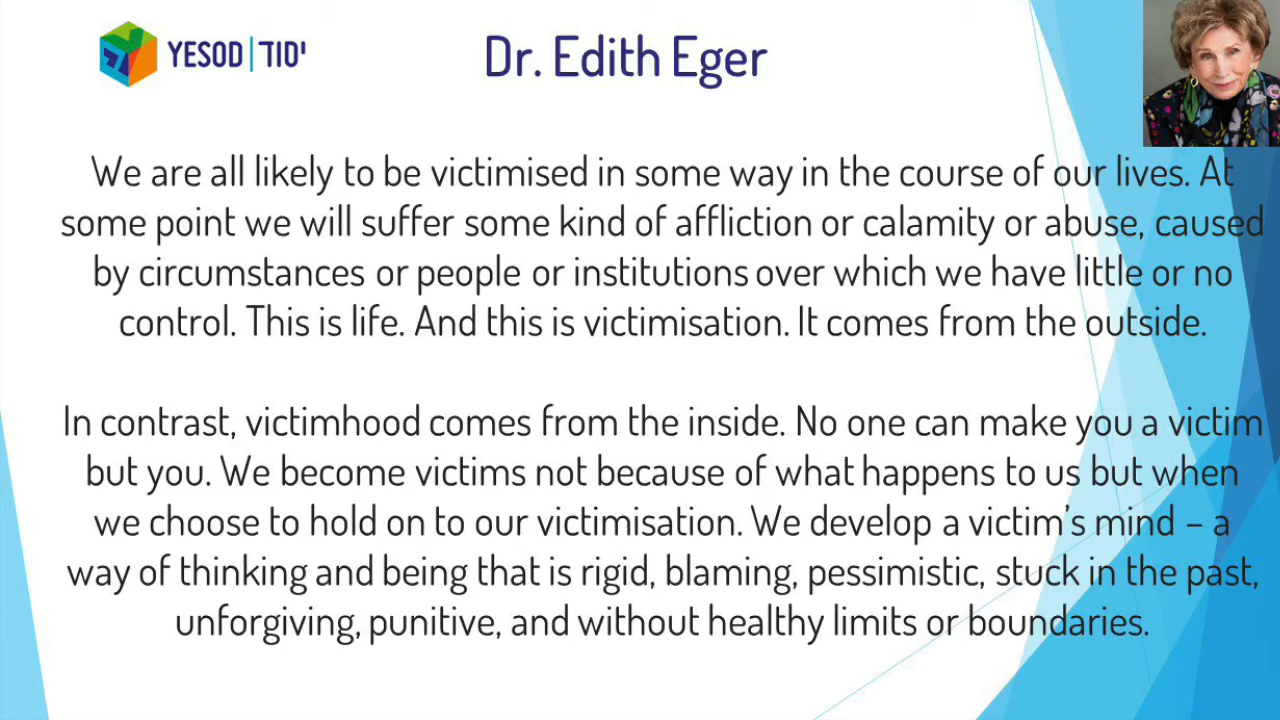 YESOD | יסוד
Dr. Edith Eger
We are all likely to be victimised in some way in the course of our lives. At
some point we will suffer some kind of affliction or calamity or abuse, caused
by circumstances or people or institutions over which we have little or no
control. This is life. And this is victimisation. It comes from the outside.
In contrast, victimhood comes from the inside. No one can make you a victim
but you. We become victims not because of what happens to us but when
we choose to hold on to our victimisation. We develop a victim's mind – a
way of thinking and being that is rigid, blaming, pessimistic, stuck in the past,
unforgiving, punitive, and without healthy limits or boundaries.